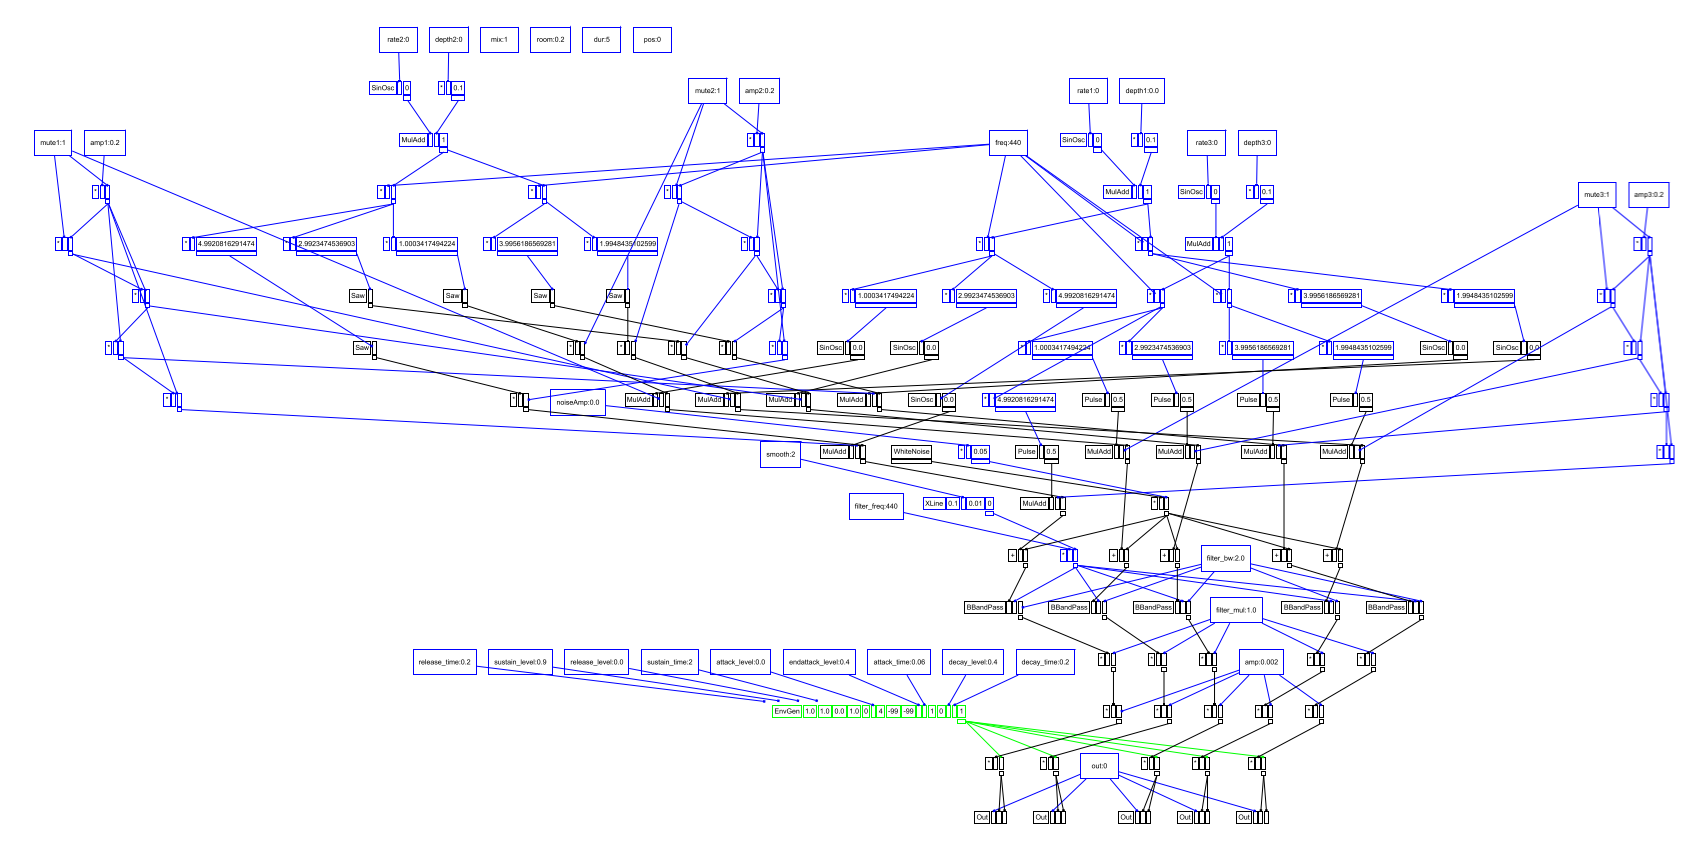 rate2:0 depth2:0 mix:1 room:0.2 dur:5 pos:0
SinOsc 0 * 0.1 mute2:1 amp2:0.2 rate1:0 depth1:0.0
mute1:1 amp1:0.2 MulAdd 1 * freq:440 SinOsc 0 * 0.1 rate3:0 depth3:0
* * * * MulAdd 1 SinOsc 0 * 0.1 mute3:1 amp3:0.2
* * 4.9920816291474 * 2.9923474536903 * 1.0003417494224 * 3.9956186569281 * 1.9948435102599 * * * MulAdd 1 *
* Saw Saw Saw Saw * * 1.0003417494224 * 2.9923474536903 * 4.9920816291474 * * * 3.9956186569281 * 1.9948435102599 *
* Saw * * * * * SinOsc 0.0 SinOsc 0.0 * 1.0003417494224 * 2.9923474536903 * 3.9956186569281 * 1.9948435102599 SinOsc 0.0 SinOsc 0.0 *
* * noiseAmp:0.0 MulAdd MulAdd MulAdd MulAdd SinOsc 0.0 * 4.9920816291474 Pulse 0.5 Pulse 0.5 Pulse 0.5 Pulse 0.5 *
smooth:2 MulAdd WhiteNoise * 0.05 Pulse 0.5 MulAdd MulAdd MulAdd MulAdd *
filter_freq:440 XLine 0.1 0.01 0 MulAdd *
+ * + + filter_bw:2.0 + +
BBandPass BBandPass BBandPass filter_mul:1.0 BBandPass BBandPass
release_time:0.2 sustain_level:0.9 release_level:0.0 sustain_time:2 attack_level:0.0 endattack_level:0.4 attack_time:0.06 decay_level:0.4 decay_time:0.2 * * * amp:0.002 * *
EnvGen 1.0 1.0 0.0 1.0 0 4 -99 -99 1 0 1 * * * * *
* * out:0 * * *
Out Out Out Out Out